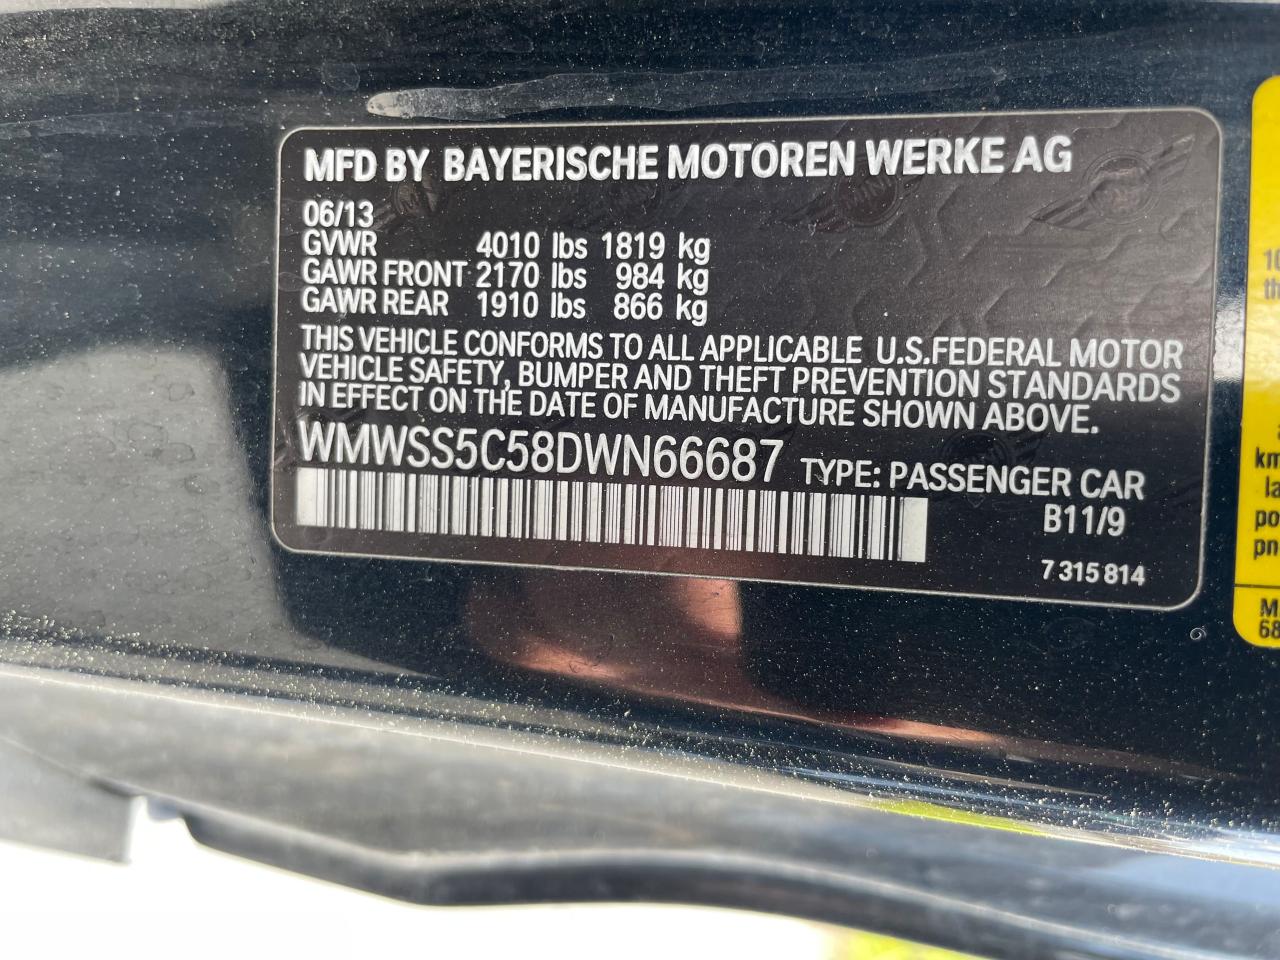 MFD BY BAYERISCHE MOTOREN WERKE AG
06/13
GVWR 4010 lbs 1819 kg
GAWR FRONT 2170 lbs 984 kg
GAWR REAR 1910 lbs 866 kg
THIS VEHICLE CONFORMS TO ALL APPLICABLE U.S.FEDERAL MOTOR
VEHICLE SAFETY, BUMPER AND THEFT PREVENTION STANDARDS
IN EFFECT ON THE DATE OF MANUFACTURE SHOWN ABOVE.
WMWSS5C58DWN66687 TYPE: PASSENGER CAR
B11/9
7 315 814